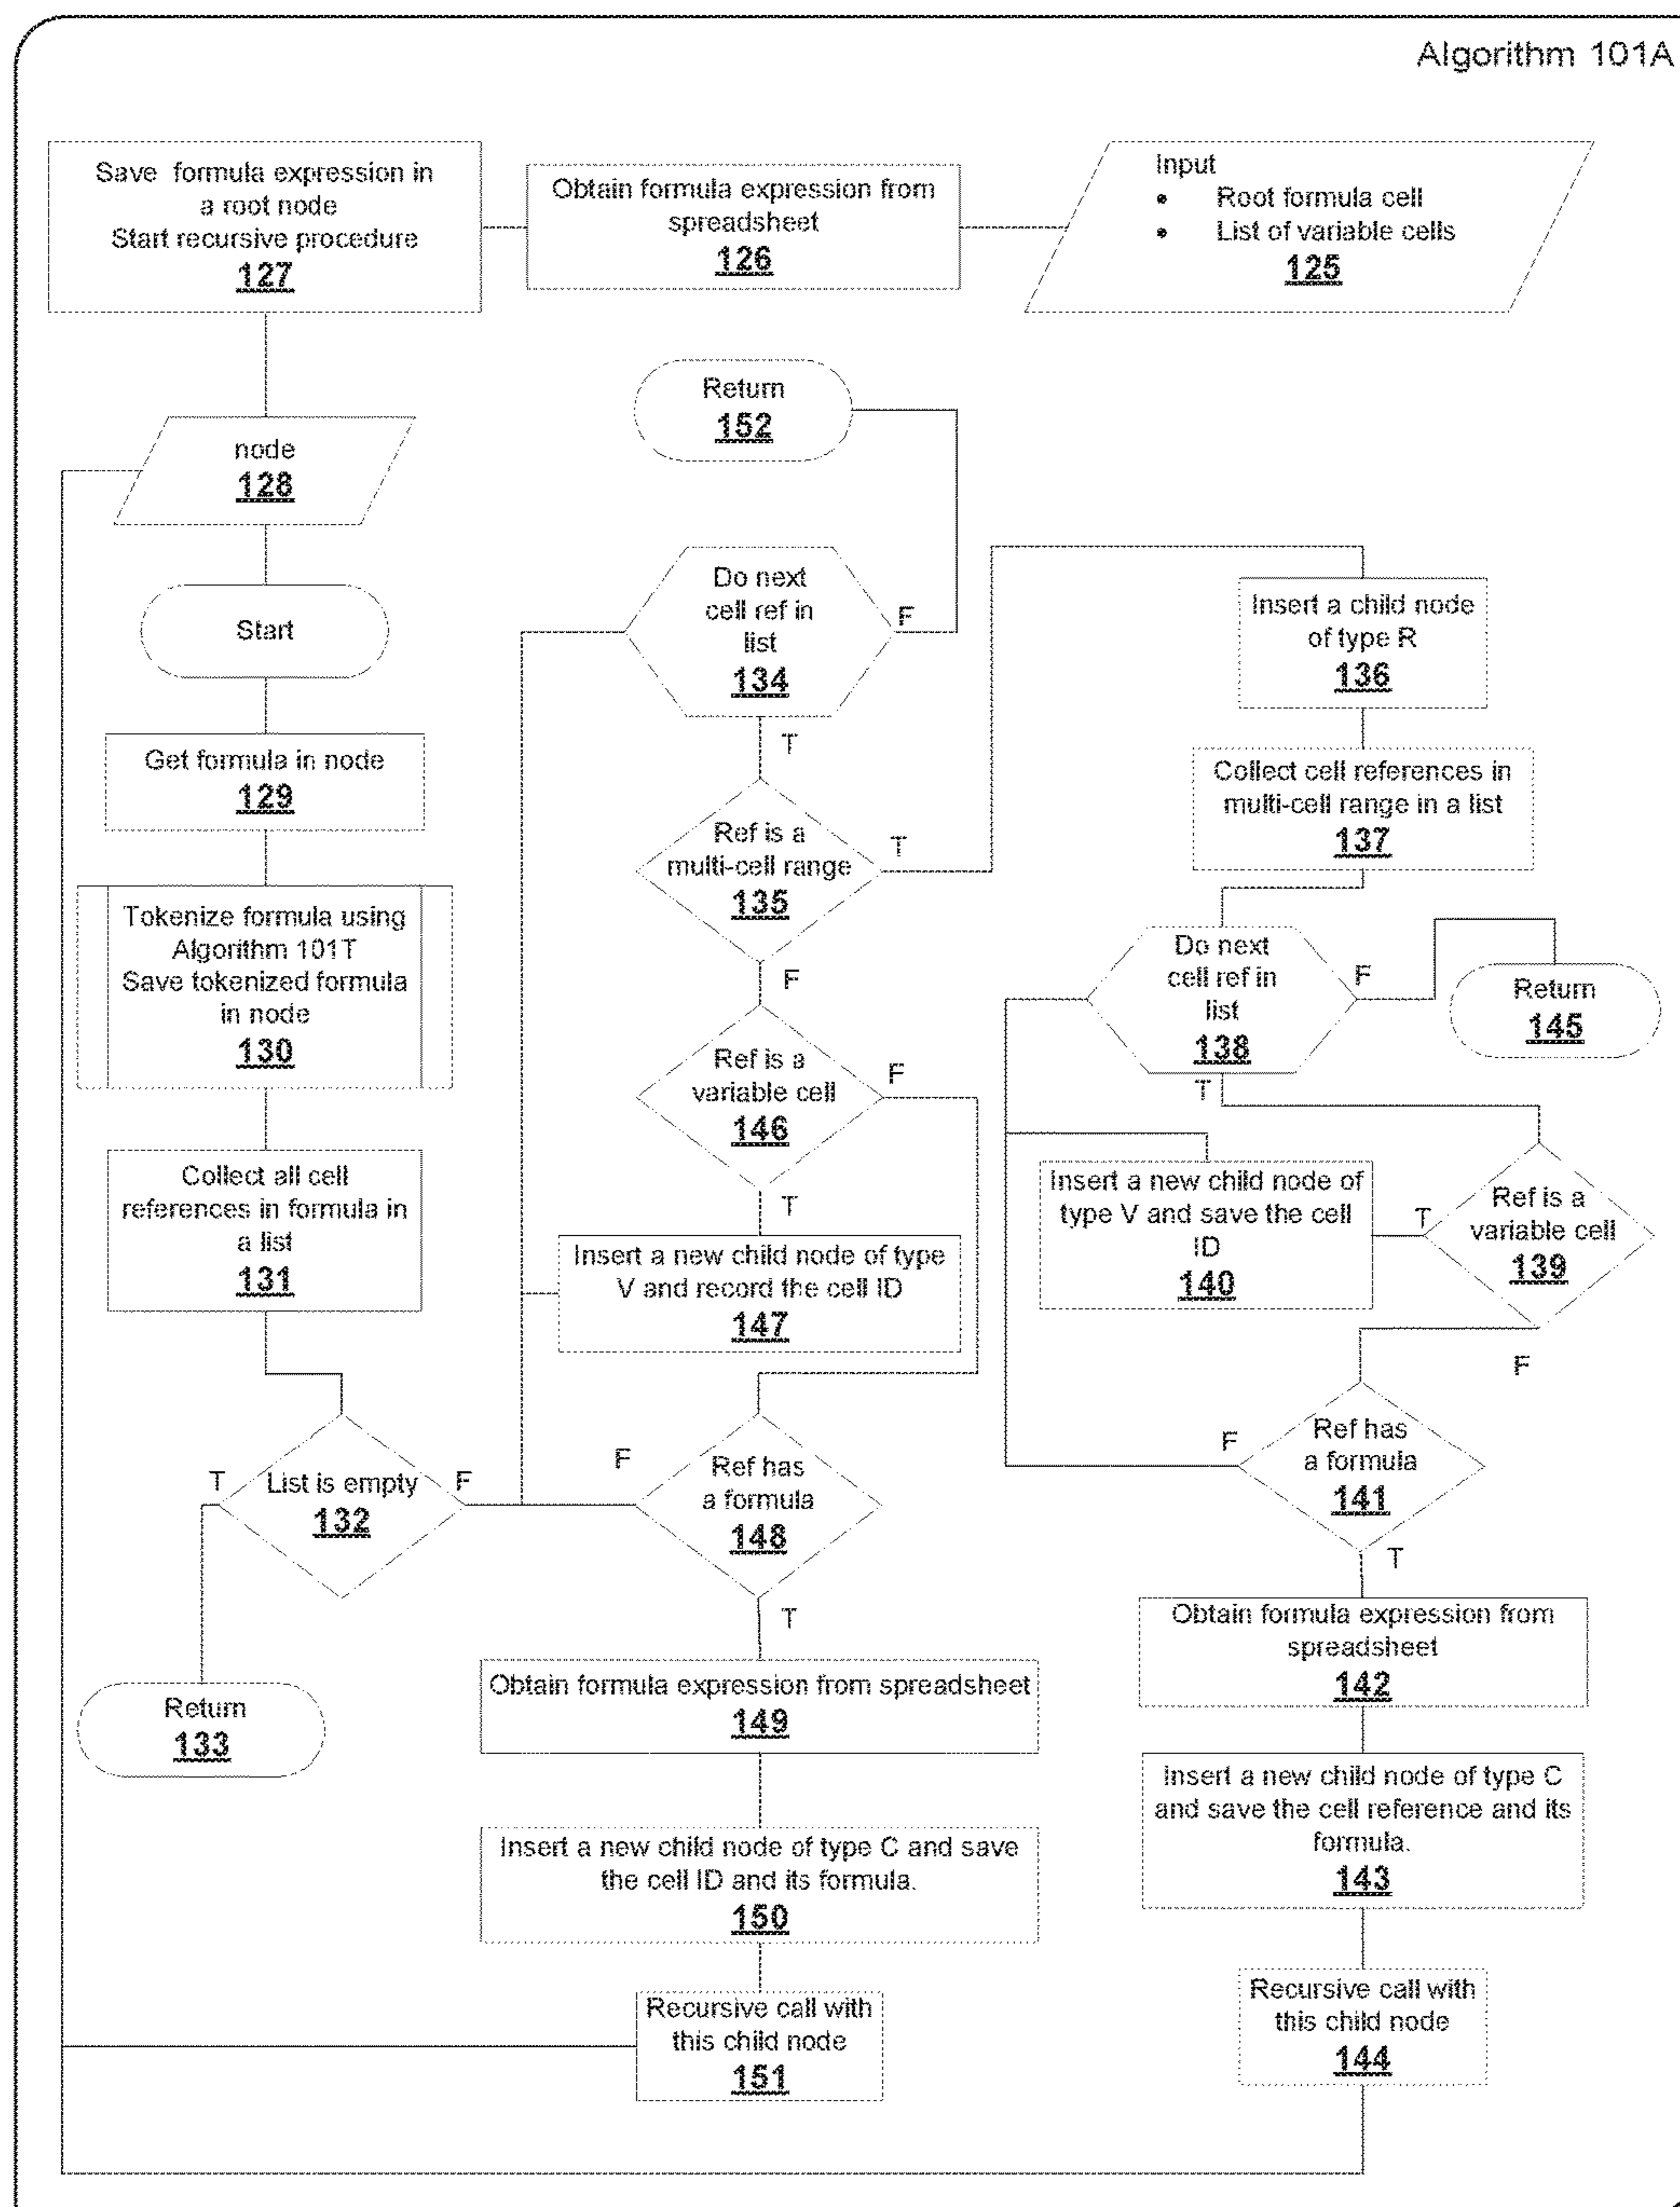 Algorithm 101A
Save formula expression in
a root node
Start recursive procedure
127
Obtain formula expression from
spreadsheet
126
Input
• Root formula cell
• List of variable cells
125
node
128
Start
Get formula in node
129
Tokenize formula using
Algorithm 101T
Save tokenized formula
in node
130
Collect all cell
references in formula in
a list
131
T
List is empty
132
F
Return
133
Return
152
Do next
cell ref in
list
134
F
T
Ref is a
multi-cell range
135
T
F
Ref is a
variable cell
146
F
T
Insert a new child node of type
V and record the cell ID
147
F
Ref has
a formula
148
T
Obtain formula expression from spreadsheet
149
Insert a new child node of type C and save
the cell ID and its formula.
150
Recursive call with
this child node
151
Insert a child node
of type R
136
Collect cell references in
multi-cell range in a list
137
Do next
cell ref in
list
138
F
T
Return
145
Insert a new child node of
type V and save the cell
ID
140
T
Ref is a
variable cell
139
F
F
Ref has
a formula
141
T
Obtain formula expression from
spreadsheet
142
Insert a new child node of type C
and save the cell reference and its
formula.
143
Recursive call with
this child node
144